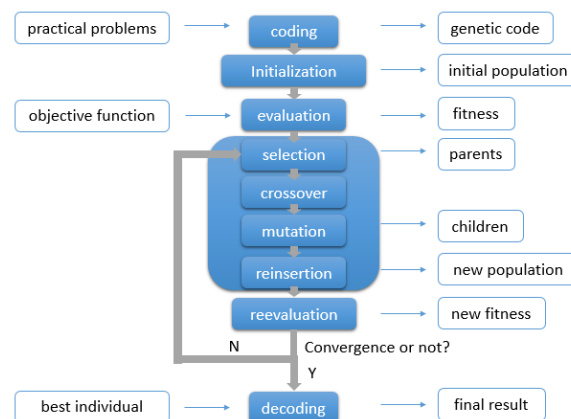 practical problems
coding
genetic code
Initialization
initial population
objective function
evaluation
fitness
selection
parents
crossover
mutation
children
reinsertion
new population
reevaluation
new fitness
N
Convergence or not?
Y
best individual
decoding
final result